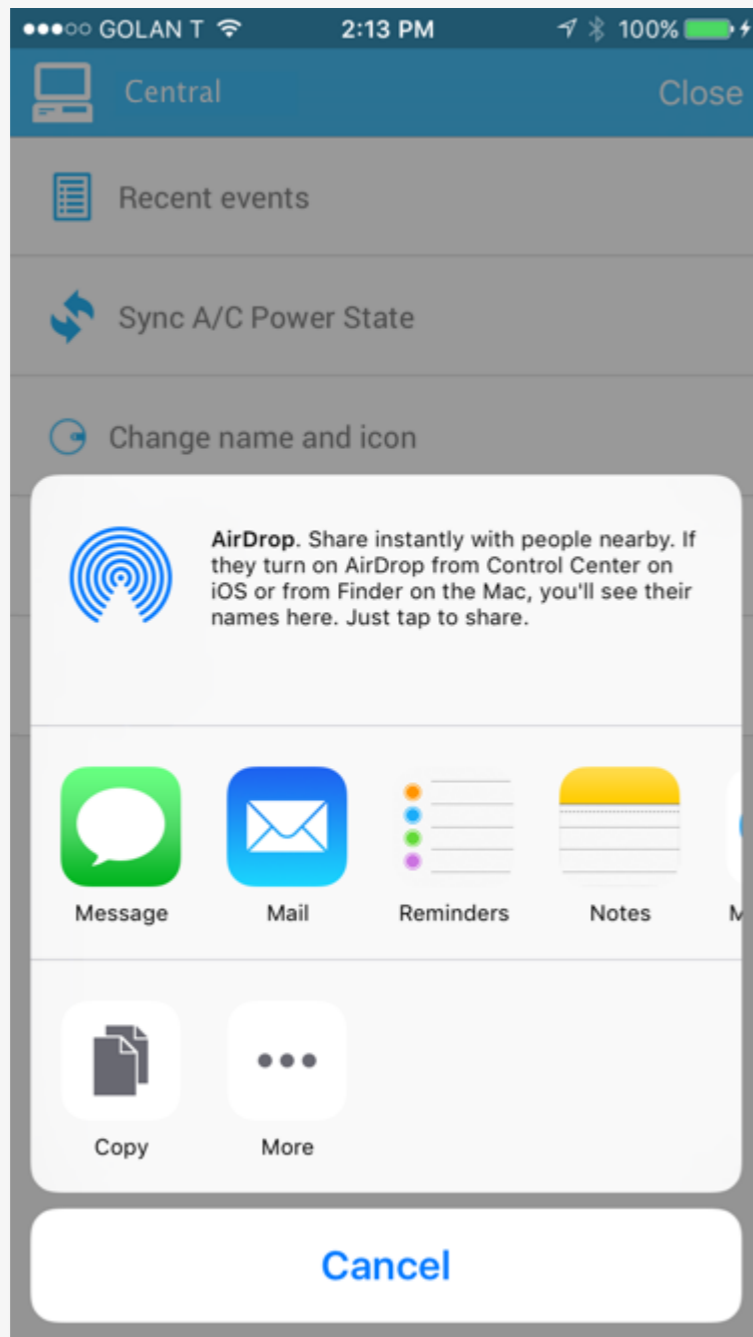 GOLAN T 2:13 PM 100%
Central Close
Recent events
Sync A/C Power State
Change name and icon
AirDrop. Share instantly with people nearby. If
they turn on AirDrop from Control Center on
iOS or from Finder on the Mac, you'll see their
names here. Just tap to share.
Message Mail Reminders Notes
Copy More
Cancel